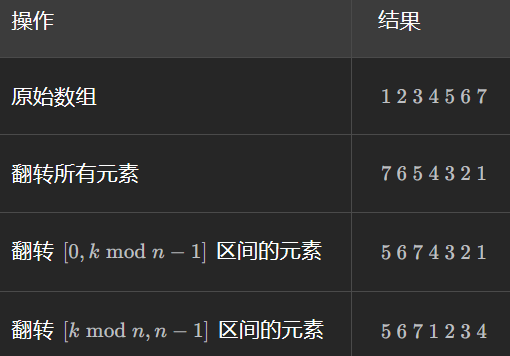 操作 结果
原始数组 1 2 3 4 5 6 7
翻转所有元素 7 6 5 4 3 2 1
翻转 [0, k mod n − 1] 区间的元素 5 6 7 4 3 2 1
翻转 [k mod n, n − 1] 区间的元素 5 6 7 1 2 3 4